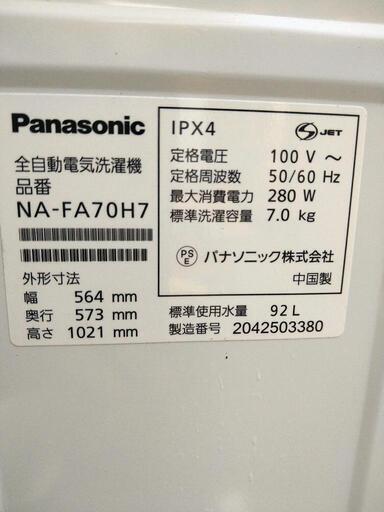 Panasonic
全自動電気洗濯機
品番
NA-FA70H7
外形寸法
幅 564 mm
奥行 573 mm
高さ 1021 mm
IPX4
S JET
定格電圧 100 V ～
定格周波数 50/60 Hz
最大消費電力 280 W
標準洗濯容量 7.0 kg
PSE パナソニック株式会社
中国製
標準使用水量 92 L
製造番号 2042503380